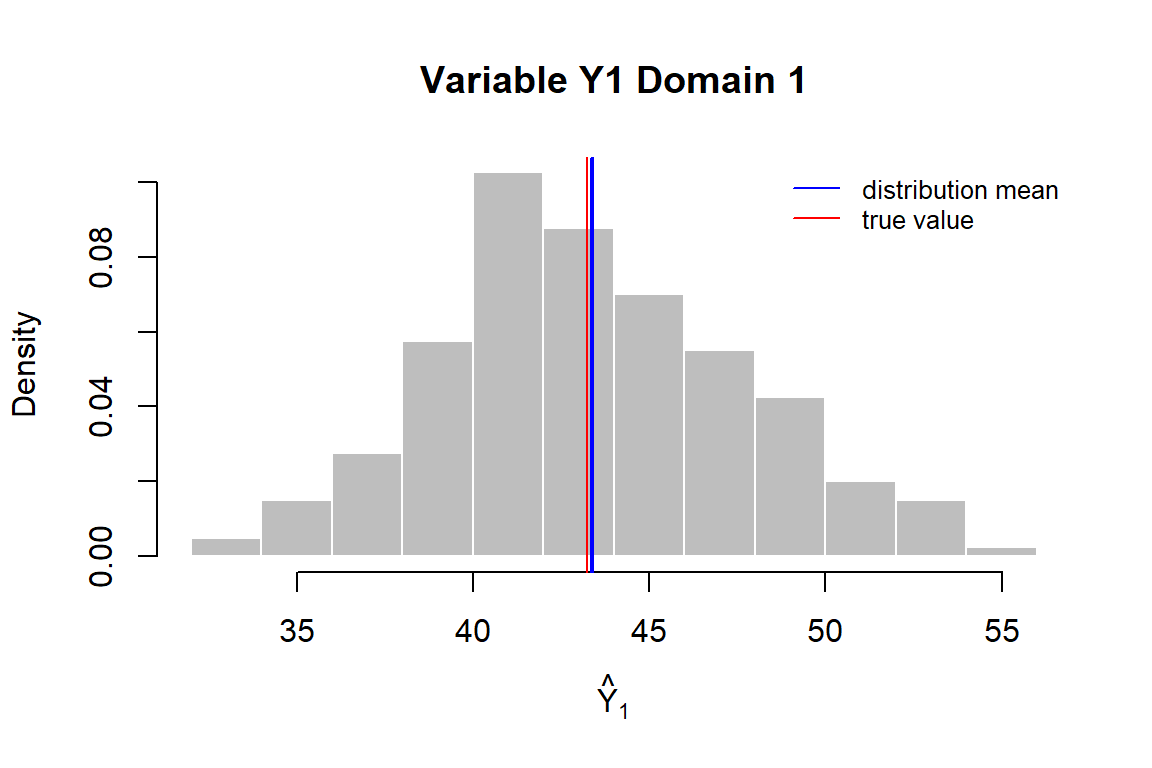 Variable Y1 Domain 1
distribution mean
true value
Density
0.00
0.04
0.08
35 40 45 50 55
Ŷ₁